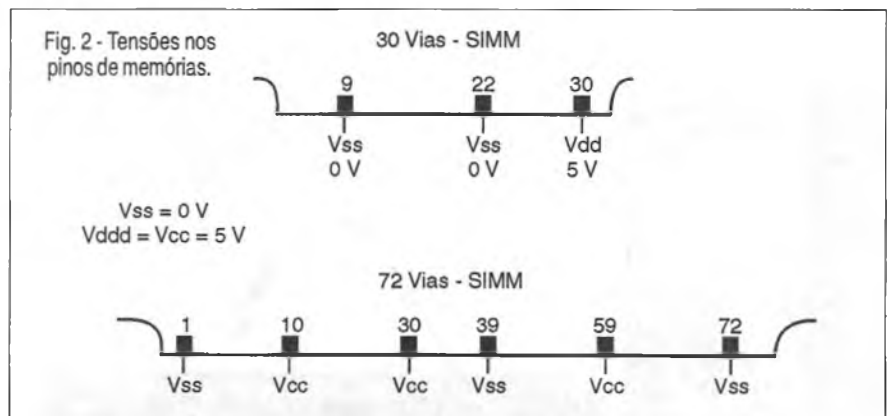 Fig. 2 - Tensões nos
pinos de memórias.
30 Vias - SIMM
9 22 30
Vss Vss Vdd
0 V 0 V 5 V
Vss = 0 V
Vddd = Vcc = 5 V
72 Vias - SIMM
1 10 30 39 59 72
Vss Vcc Vcc Vss Vcc Vss